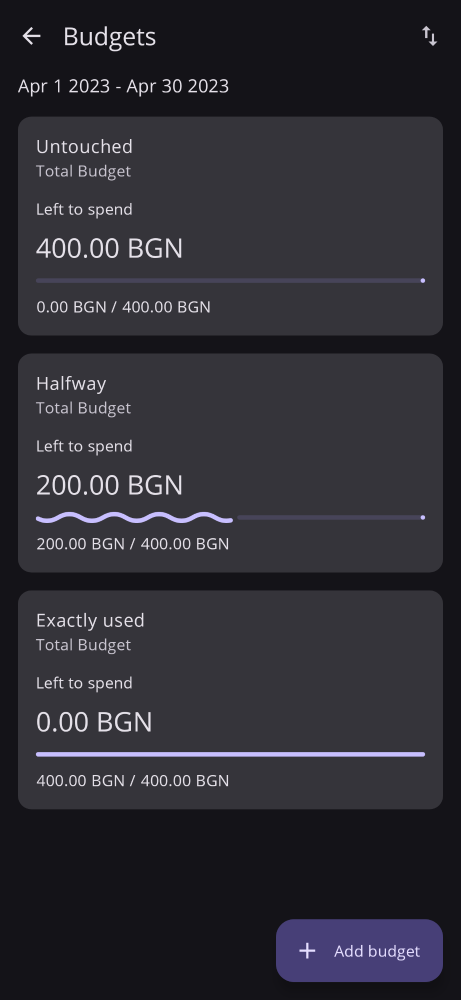 Budgets
Apr 1 2023 - Apr 30 2023
Untouched
Total Budget
Left to spend
400.00 BGN
0.00 BGN / 400.00 BGN
Halfway
Total Budget
Left to spend
200.00 BGN
200.00 BGN / 400.00 BGN
Exactly used
Total Budget
Left to spend
0.00 BGN
400.00 BGN / 400.00 BGN
Add budget